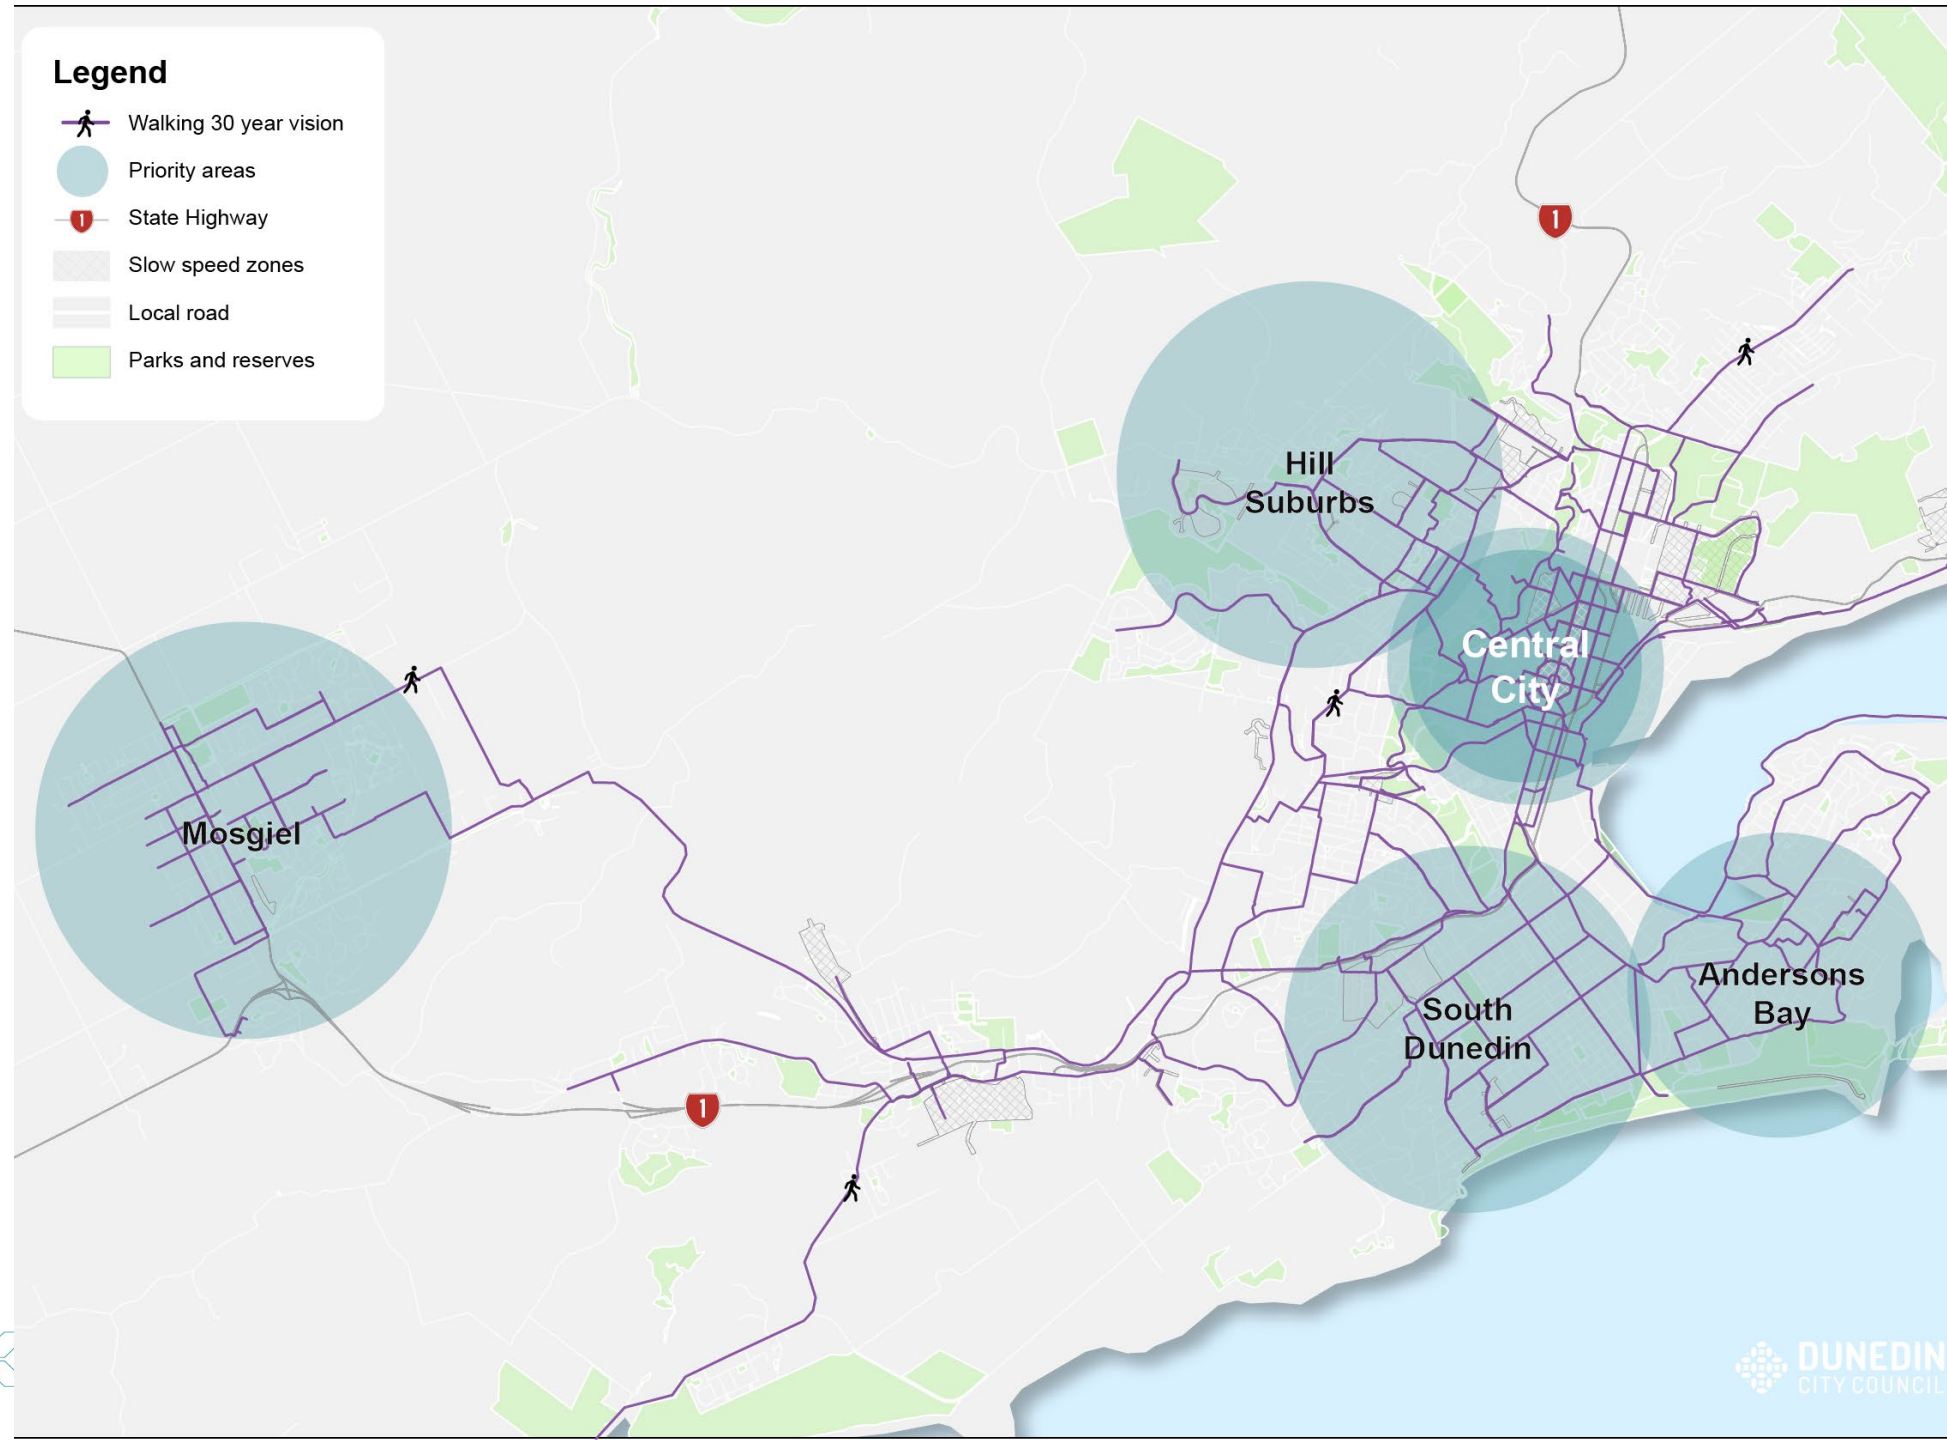 Legend
Walking 30 year vision
Priority areas
1
State Highway
Slow speed zones
Local road
Parks and reserves
1
Hill
Suburbs
Central
City
Mosgiel
Andersons
Bay
South
Dunedin
1
DUNEDIN
CITY COUNCIL